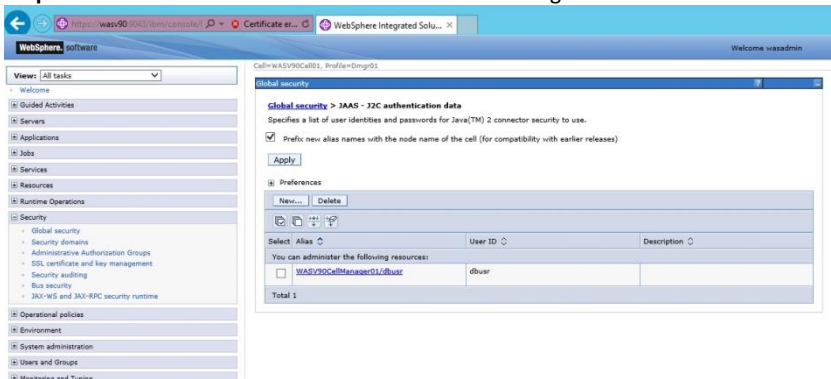 https://wasv90:9043/ibm/console/l
Certificate er...
WebSphere Integrated Solu...
WebSphere. software
Welcome wasadmin
View: All tasks
Cell=WASV90Cell01, Profile=Dmgr01
Welcome
Guided Activities
Servers
Applications
Jobs
Services
Resources
Runtime Operations
Security
Global security
Security domains
Administrative Authorization Groups
SSL certificate and key management
Security auditing
Bus security
JAX-WS and JAX-RPC security runtime
Operational policies
Environment
System administration
Users and Groups
Monitoring and Tuning
Global security
Global security > JAAS - J2C authentication data
Specifies a list of user identities and passwords for Java(TM) 2 connector security to use.
Prefix new alias names with the node name of the cell (for compatibility with earlier releases)
Apply
Preferences
New... Delete
Select Alias User ID Description
You can administer the following resources:
WASV90CellManager01/dbusr dbusr
Total 1